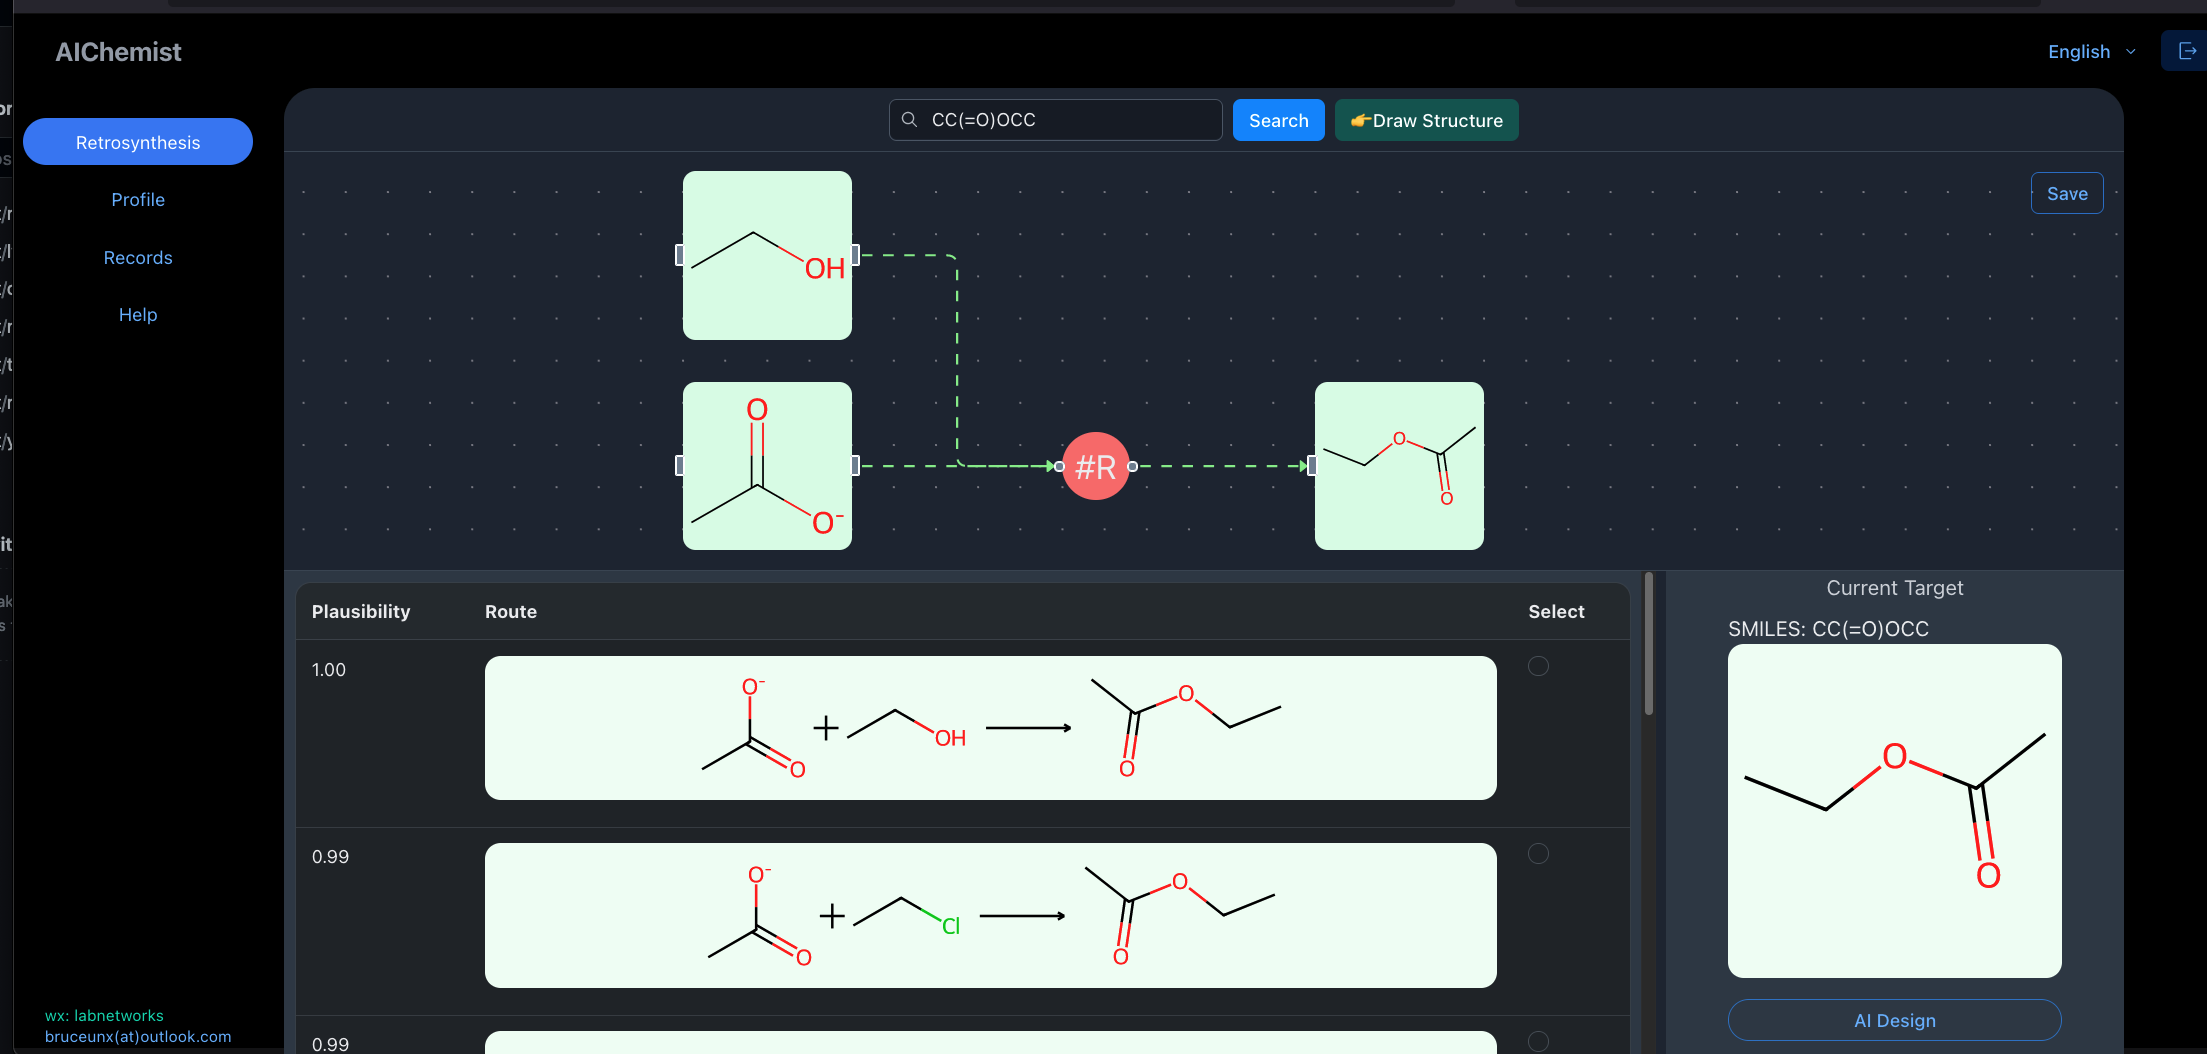 AIChemist
English
CC(=O)OCC
Search
👉Draw Structure
Retrosynthesis
Profile
Records
Help
Save
OH
O
O⁻
#R
O
O
Plausibility
Route
Select
1.00
O⁻
O
+
OH
O
O
0.99
O⁻
O
+
Cl
O
O
0.99
Current Target
SMILES: CC(=O)OCC
O
O
AI Design
wx: labnetworks
bruceunx(at)outlook.com